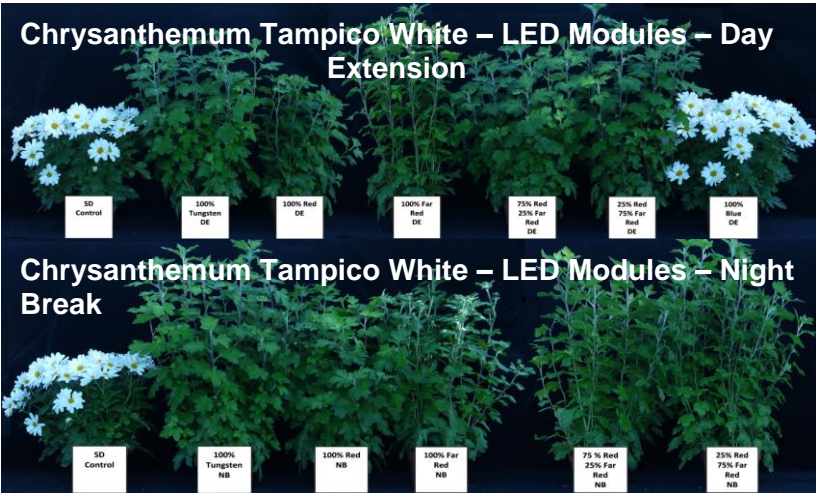 Chrysanthemum Tampico White – LED Modules – Day
Extension
SD
Control
100%
Tungsten
DE
100% Red
DE
100% Far
Red
DE
75% Red
25% Far
Red
DE
25% Red
75% Far
Red
DE
100%
Blue
DE
Chrysanthemum Tampico White – LED Modules – Night
Break
SD
Control
100%
Tungsten
NB
100% Red
NB
100% Far
Red
NB
75 % Red
25% Far
Red
NB
25% Red
75% Far
Red
NB